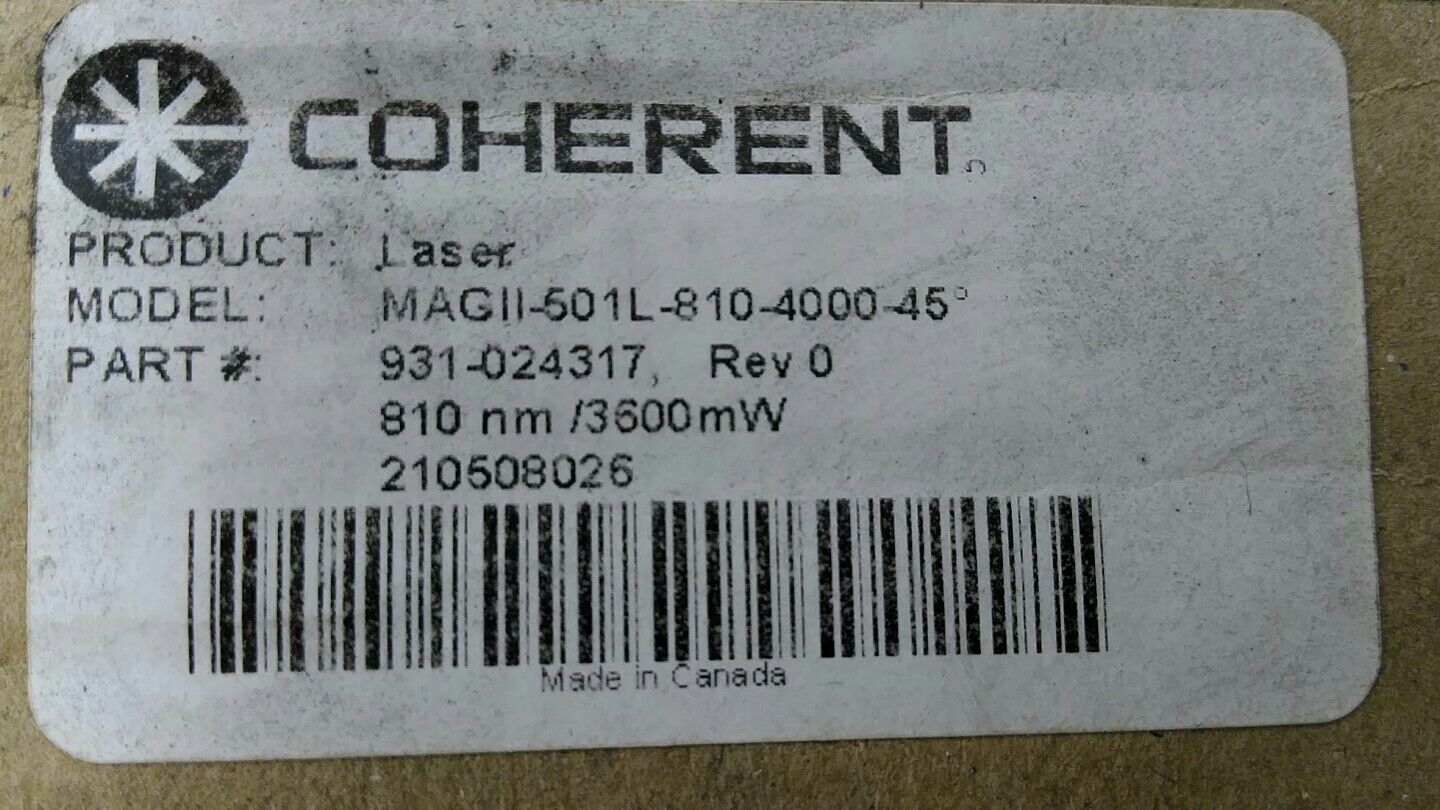 COHERENT
PRODUCT: Laser
MODEL: MAGII-501L-810-4000-45°
PART #: 931-024317, Rev 0
810 nm /3600mW
210508026
Made in Canada